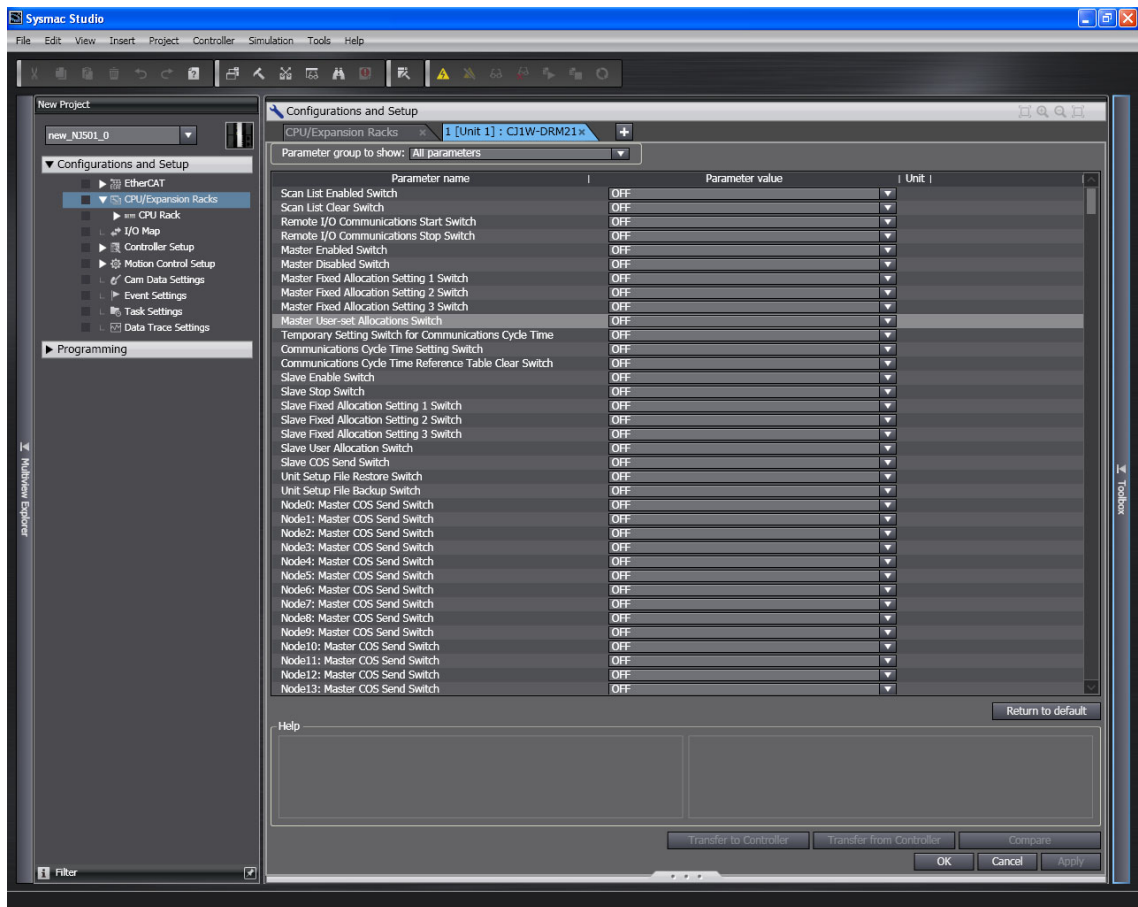 Sysmac Studio
File Edit View Insert Project Controller Simulation Tools Help
New Project
new_NJ501_0
Configurations and Setup
EtherCAT
CPU/Expansion Racks
CPU Rack
I/O Map
Controller Setup
Motion Control Setup
Cam Data Settings
Event Settings
Task Settings
Data Trace Settings
Programming
Filter
Multiview Explorer
Configurations and Setup
CPU/Expansion Racks 1 [Unit 1] : CJ1W-DRM21
Parameter group to show: All parameters
Parameter name Parameter value Unit
Scan List Enabled Switch OFF
Scan List Clear Switch OFF
Remote I/O Communications Start Switch OFF
Remote I/O Communications Stop Switch OFF
Master Enabled Switch OFF
Master Disabled Switch OFF
Master Fixed Allocation Setting 1 Switch OFF
Master Fixed Allocation Setting 2 Switch OFF
Master Fixed Allocation Setting 3 Switch OFF
Master User-set Allocations Switch OFF
Temporary Setting Switch for Communications Cycle Time OFF
Communications Cycle Time Setting Switch OFF
Communications Cycle Time Reference Table Clear Switch OFF
Slave Enable Switch OFF
Slave Stop Switch OFF
Slave Fixed Allocation Setting 1 Switch OFF
Slave Fixed Allocation Setting 2 Switch OFF
Slave Fixed Allocation Setting 3 Switch OFF
Slave User Allocation Switch OFF
Slave COS Send Switch OFF
Unit Setup File Restore Switch OFF
Unit Setup File Backup Switch OFF
Node0: Master COS Send Switch OFF
Node1: Master COS Send Switch OFF
Node2: Master COS Send Switch OFF
Node3: Master COS Send Switch OFF
Node4: Master COS Send Switch OFF
Node5: Master COS Send Switch OFF
Node6: Master COS Send Switch OFF
Node7: Master COS Send Switch OFF
Node8: Master COS Send Switch OFF
Node9: Master COS Send Switch OFF
Node10: Master COS Send Switch OFF
Node11: Master COS Send Switch OFF
Node12: Master COS Send Switch OFF
Node13: Master COS Send Switch OFF
Return to default
Help
Transfer to Controller Transfer from Controller Compare
OK Cancel Apply
Toolbox